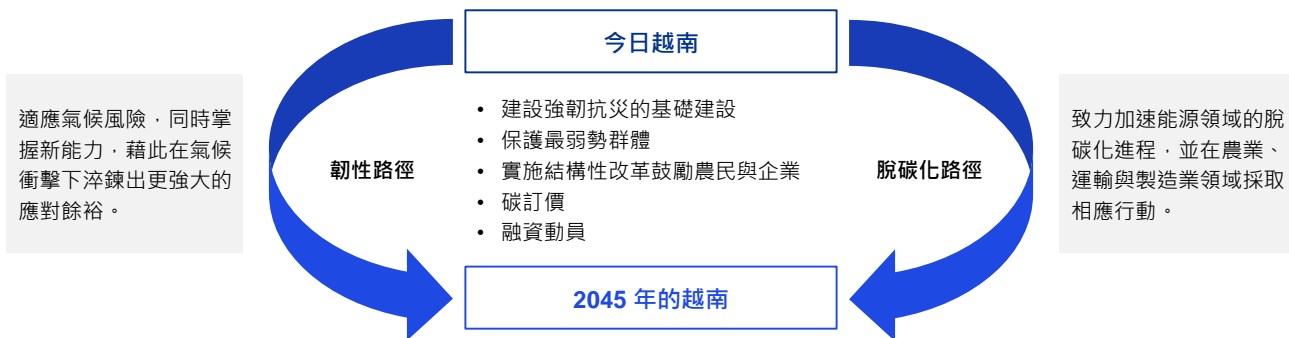 今日越南
適應氣候風險，同時掌
握新能力，藉此在氣候
衝擊下淬鍊出更強大的
應對餘裕。
韌性路徑
• 建設強韌抗災的基礎建設
• 保護最弱勢群體
• 實施結構性改革鼓勵農民與企業
• 碳訂價
• 融資動員
脫碳化路徑
致力加速能源領域的脫
碳化進程，並在農業、
運輸與製造業領域採取
相應行動。
2045 年的越南